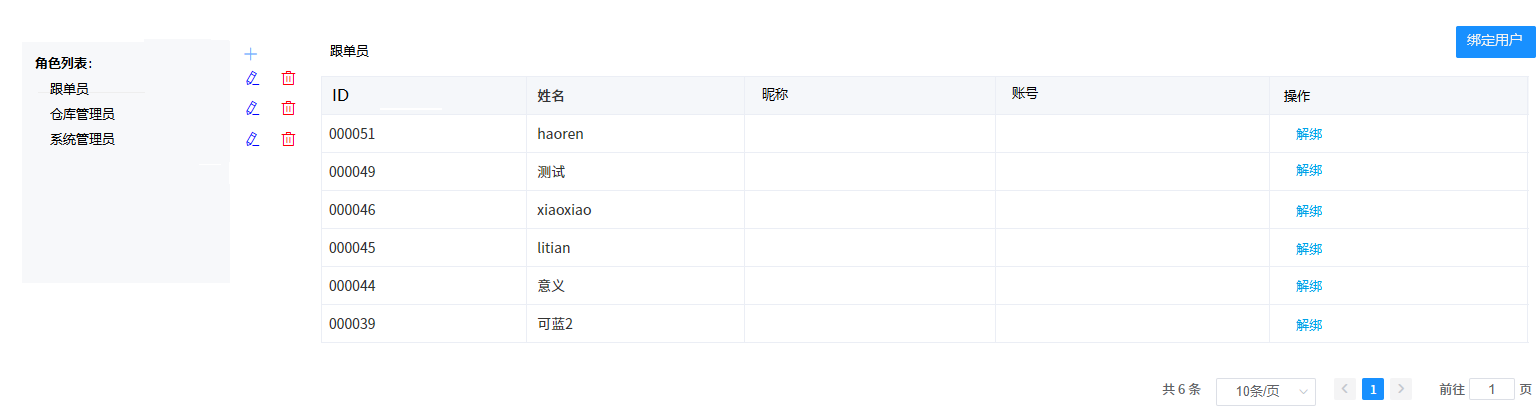 角色列表:
跟单员
仓库管理员
系统管理员
跟单员
绑定用户
ID 姓名 昵称 账号 操作
000051 haoren 解绑
000049 测试 解绑
000046 xiaoxiao 解绑
000045 litian 解绑
000044 意义 解绑
000039 可蓝2 解绑
共 6 条 10条/页 1 前往 1 页